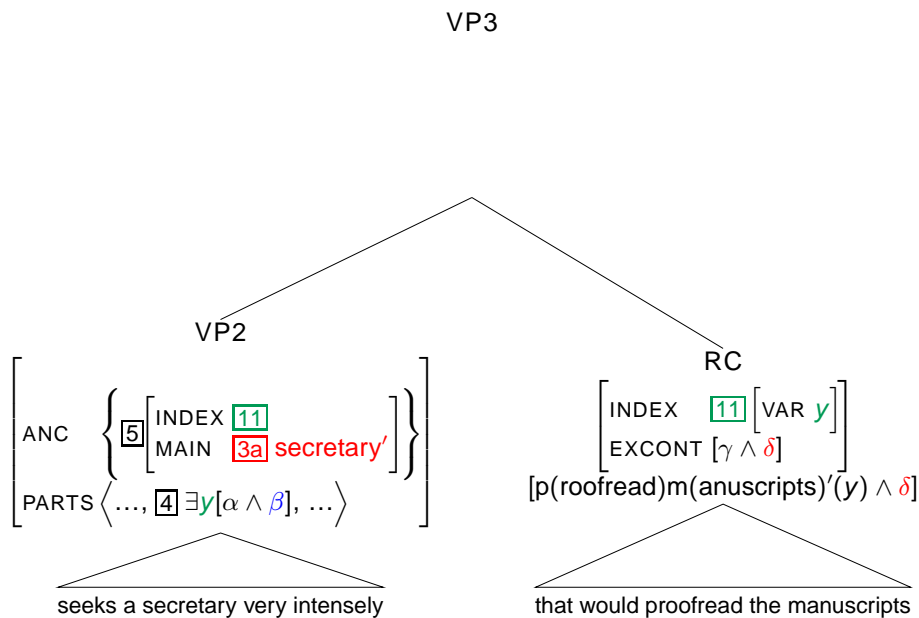 VP3
VP2
ANC { [5] [INDEX [11]
MAIN [3a] secretary′] }
PARTS ⟨..., [4] ∃y[α ∧ β], ...⟩
seeks a secretary very intensely
RC
INDEX [11] [VAR y]
EXCONT [γ ∧ δ]
[p(roofread)m(anuscripts)′(y) ∧ δ]
that would proofread the manuscripts